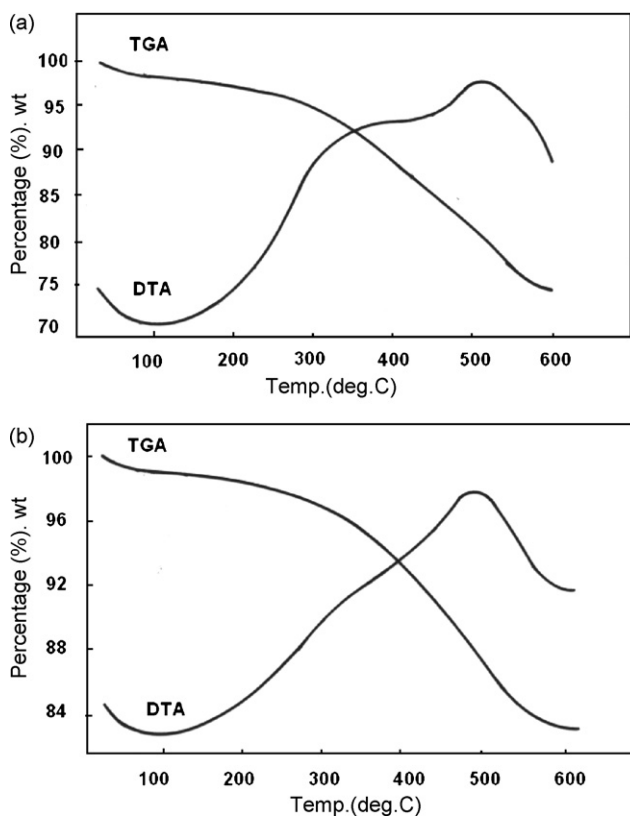 (a)
TGA
100
95
90
85
80
75
70
Percentage (%). wt
DTA
100 200 300 400 500 600
Temp.(deg.C)
(b)
TGA
100
96
92
88
84
Percentage (%). wt
DTA
100 200 300 400 500 600
Temp.(deg.C)